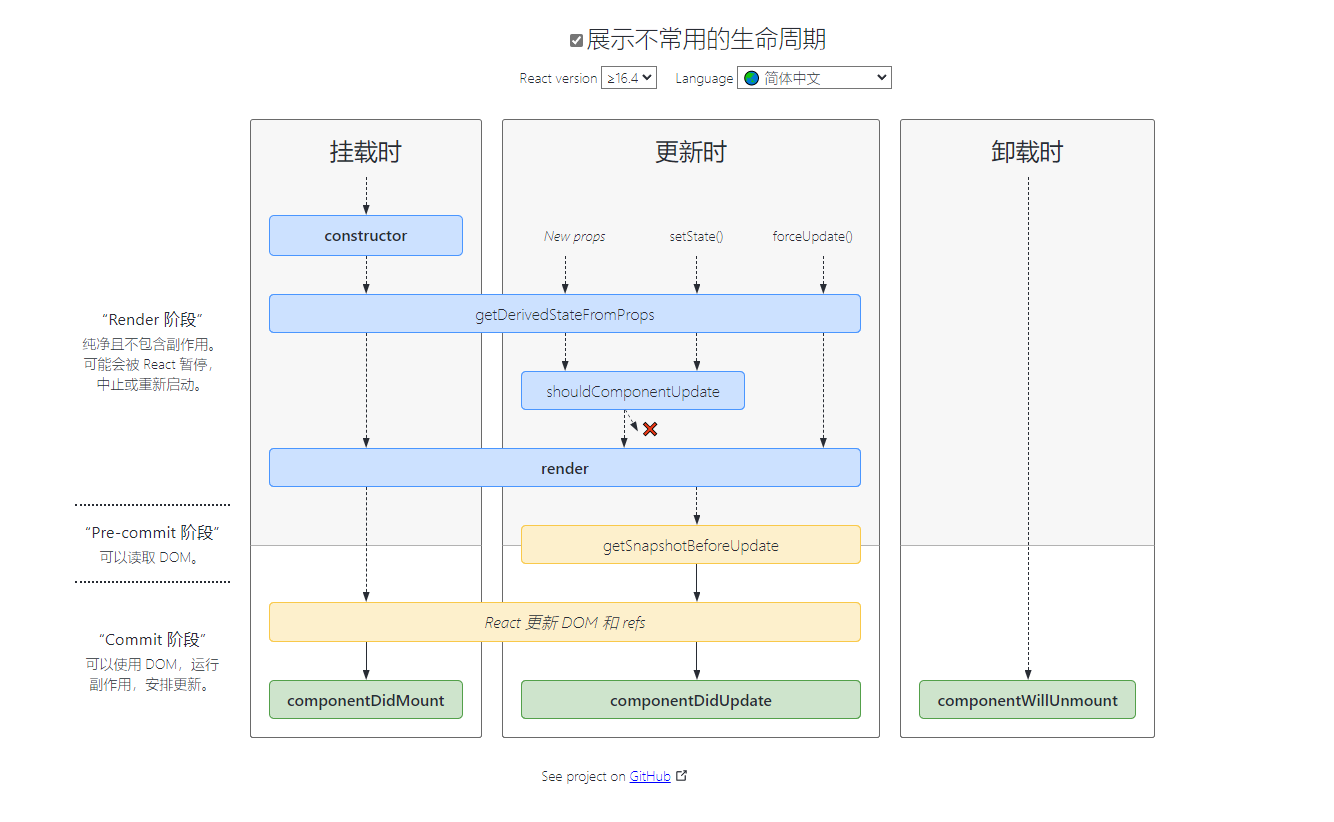 展示不常用的生命周期
React version ≥16.4 Language 简体中文
挂载时
更新时
卸载时
constructor
New props
setState()
forceUpdate()
“Render 阶段”
纯净且不包含副作用。
可能会被 React 暂停，
中止或重新启动。
getDerivedStateFromProps
shouldComponentUpdate
render
“Pre-commit 阶段”
可以读取 DOM。
getSnapshotBeforeUpdate
“Commit 阶段”
可以使用 DOM，运行
副作用，安排更新。
React 更新 DOM 和 refs
componentDidMount
componentDidUpdate
componentWillUnmount
See project on GitHub